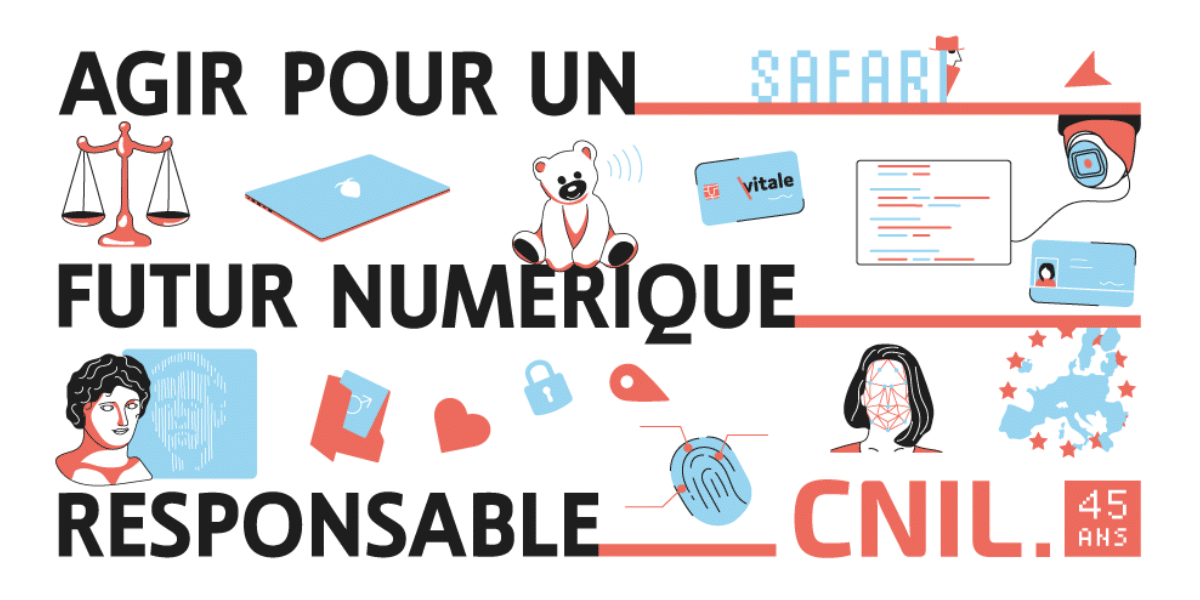 AGIR POUR UN
SAFARI
vitale
FUTUR NUMÉRIQUE
RESPONSABLE
CNIL.
45
ANS